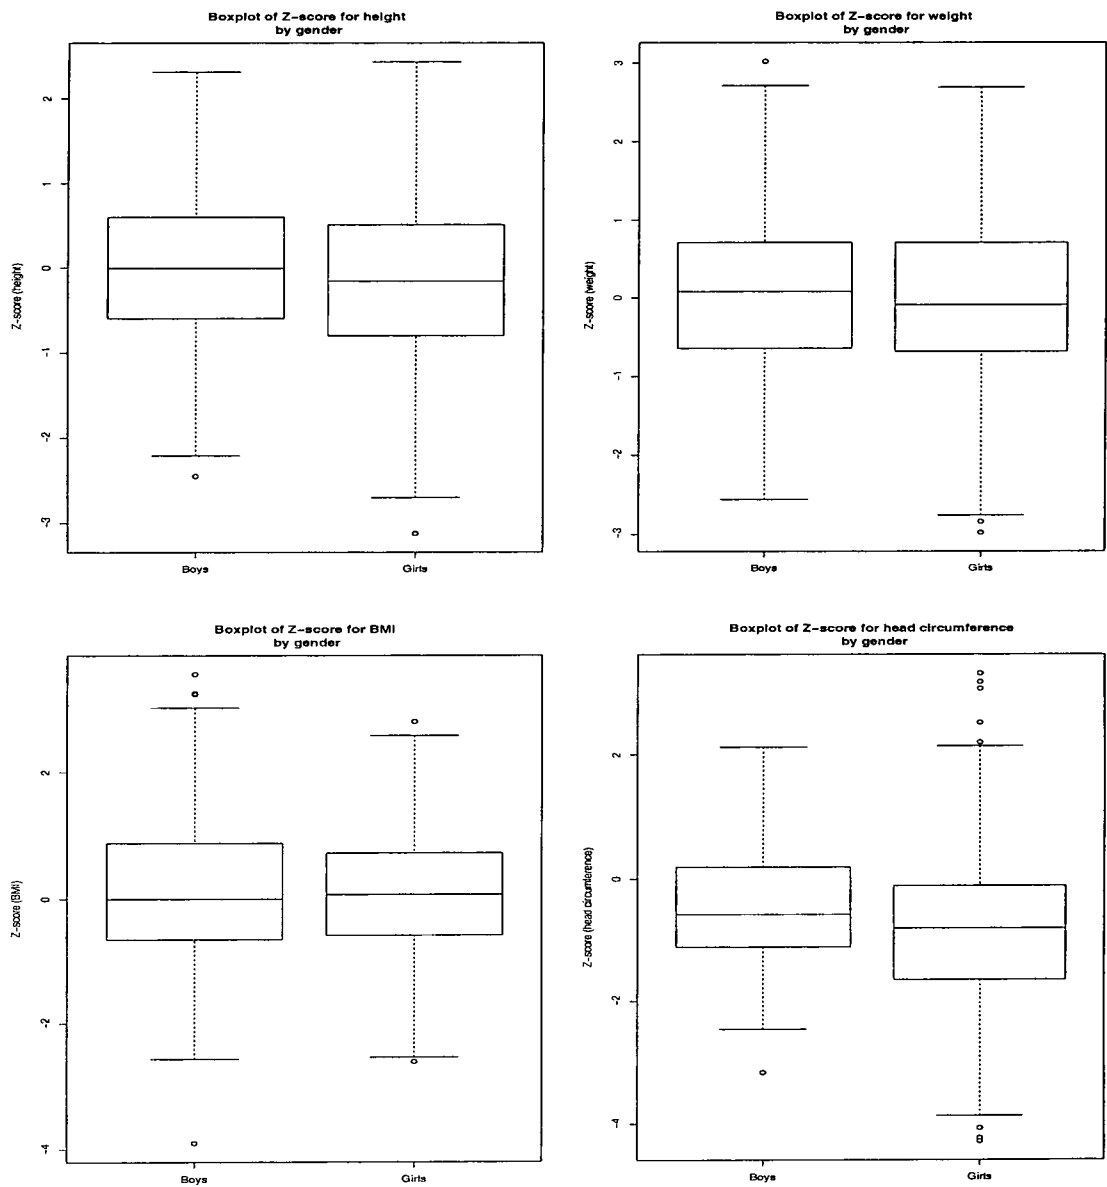 Boxplot of Z-score for height
by gender
2
1
0
-1
-2
-3
Z-score (height)
Boys
Girls
Boxplot of Z-score for weight
by gender
3
2
1
0
-1
-2
-3
Z-score (weight)
Boys
Girls
Boxplot of Z-score for BMI
by gender
2
0
-2
-4
Z-score (BMI)
Boys
Girls
Boxplot of Z-score for head circumference
by gender
2
0
-2
-4
Z-score (head circumference)
Boys
Girls